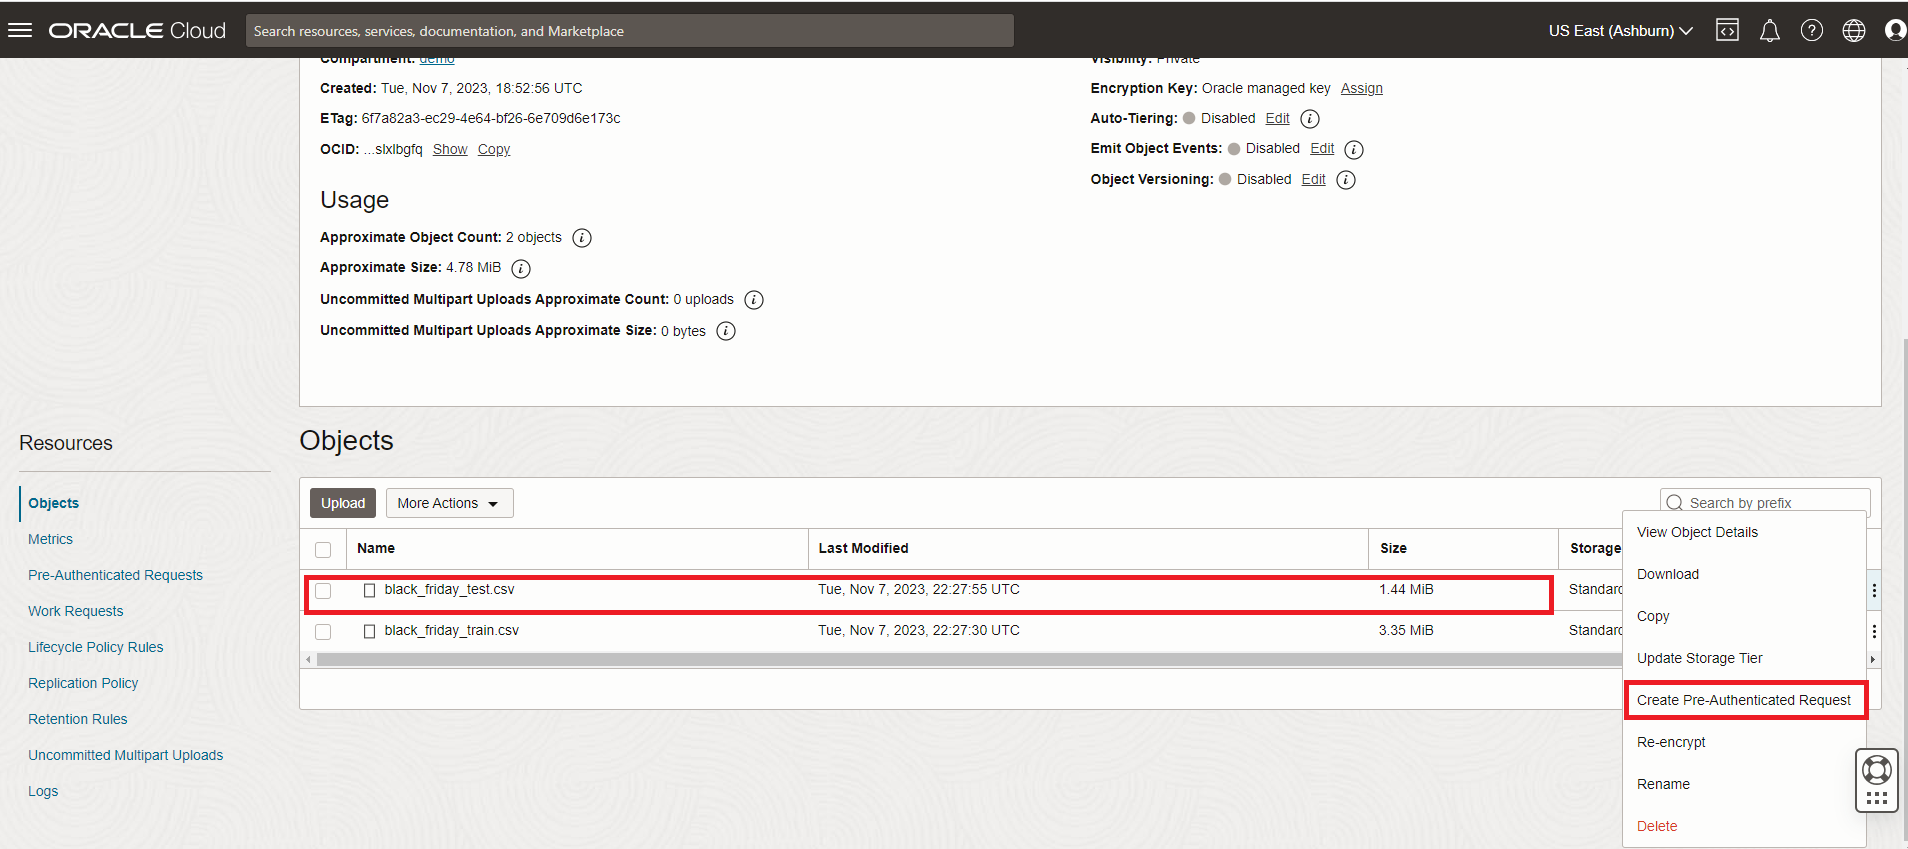 ORACLE Cloud
Search resources, services, documentation, and Marketplace
US East (Ashburn)
Compartment: demo
Visibility: Private
Created: Tue, Nov 7, 2023, 18:52:56 UTC
Encryption Key: Oracle managed key Assign
ETag: 6f7a82a3-ec29-4e64-bf26-6e709d6e173c
Auto-Tiering: Disabled Edit
OCID: ...slxlbgfq Show Copy
Emit Object Events: Disabled Edit
Object Versioning: Disabled Edit
Usage
Approximate Object Count: 2 objects
Approximate Size: 4.78 MiB
Uncommitted Multipart Uploads Approximate Count: 0 uploads
Uncommitted Multipart Uploads Approximate Size: 0 bytes
Resources
Objects
Metrics
Pre-Authenticated Requests
Work Requests
Lifecycle Policy Rules
Replication Policy
Retention Rules
Uncommitted Multipart Uploads
Logs
Objects
Upload More Actions
Search by prefix
Name Last Modified Size Storage
black_friday_test.csv Tue, Nov 7, 2023, 22:27:55 UTC 1.44 MiB Standard
black_friday_train.csv Tue, Nov 7, 2023, 22:27:30 UTC 3.35 MiB Standard
View Object Details
Download
Copy
Update Storage Tier
Create Pre-Authenticated Request
Re-encrypt
Rename
Delete